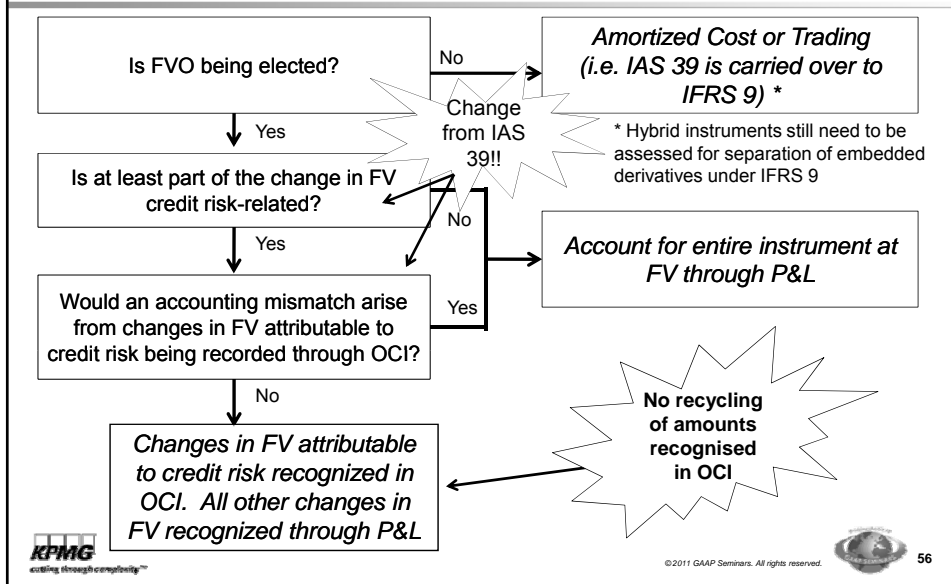 Is FVO being elected?
No
Amortized Cost or Trading
(i.e. IAS 39 is carried over to
IFRS 9) *
Change
from IAS
39!!
* Hybrid instruments still need to be
assessed for separation of embedded
derivatives under IFRS 9
Yes
Is at least part of the change in FV
credit risk-related?
No
Yes
Account for entire instrument at
FV through P&L
Would an accounting mismatch arise
from changes in FV attributable to
credit risk being recorded through OCI?
Yes
No
No recycling
of amounts
recognised
in OCI
Changes in FV attributable
to credit risk recognized in
OCI. All other changes in
FV recognized through P&L
KPMG
cutting through complexity™
©2011 GAAP Seminars. All rights reserved.
56